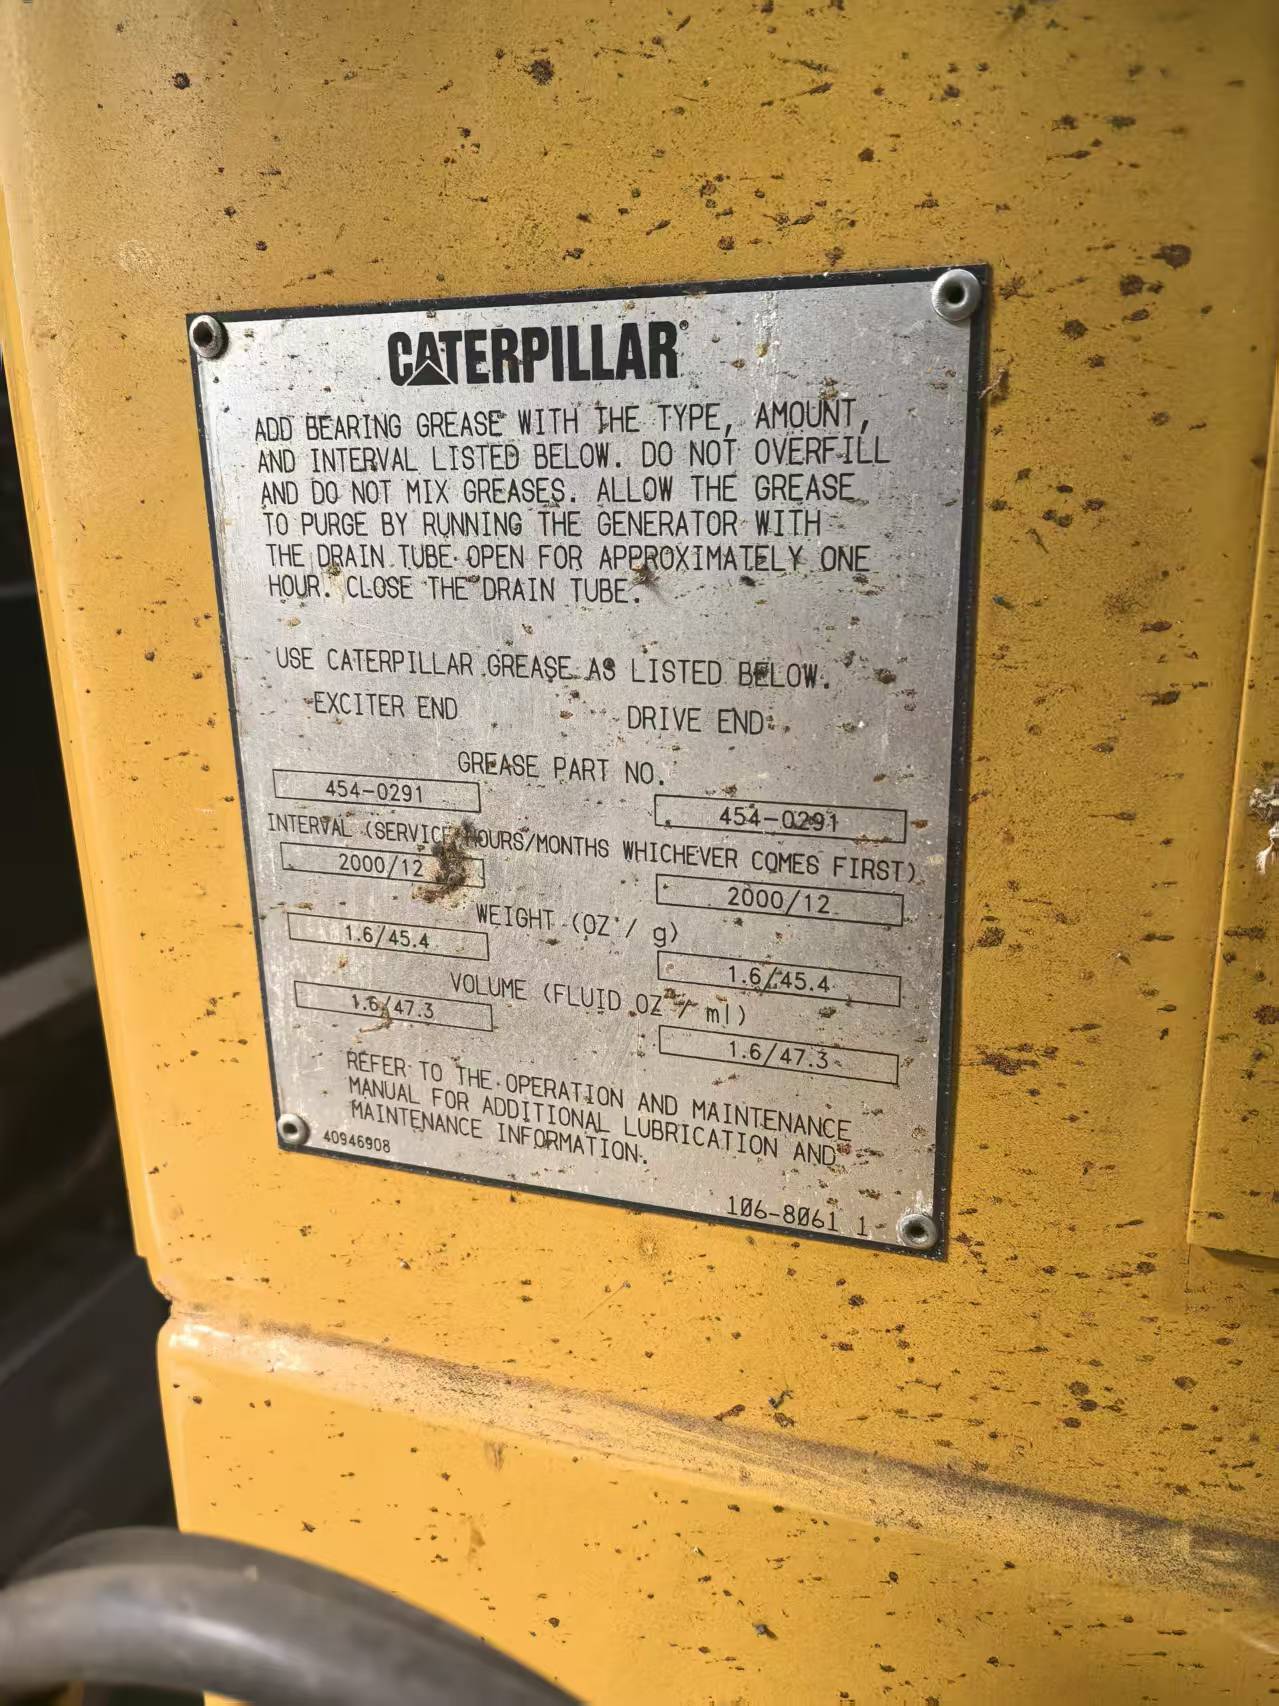 CATERPILLAR®
ADD BEARING GREASE WITH THE TYPE, AMOUNT,
AND INTERVAL LISTED BELOW. DO NOT OVERFILL
AND DO NOT MIX GREASES. ALLOW THE GREASE
TO PURGE BY RUNNING THE GENERATOR WITH
THE DRAIN TUBE OPEN FOR APPROXIMATELY ONE
HOUR. CLOSE THE DRAIN TUBE.
USE CATERPILLAR GREASE AS LISTED BELOW.
EXCITER END DRIVE END
GREASE PART NO.
454-0291 454-0291
INTERVAL (SERVICE HOURS/MONTHS WHICHEVER COMES FIRST)
2000/12 2000/12
WEIGHT (OZ / g)
1.6/45.4 1.6/45.4
VOLUME (FLUID OZ / ml)
1.6/47.3 1.6/47.3
REFER TO THE OPERATION AND MAINTENANCE
MANUAL FOR ADDITIONAL LUBRICATION AND
MAINTENANCE INFORMATION.
40946908
106-8061 1